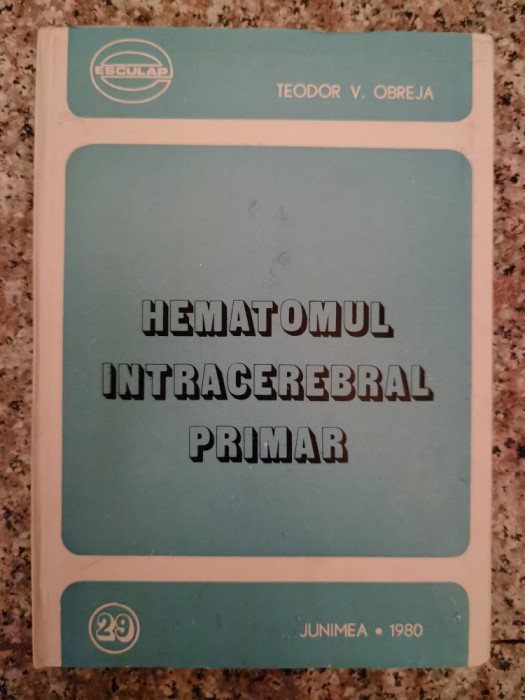 ESCULAP
TEODOR V. OBREJA
HEMATOMUL
INTRACEREBRAL
PRIMAR
29
JUNIMEA • 1980